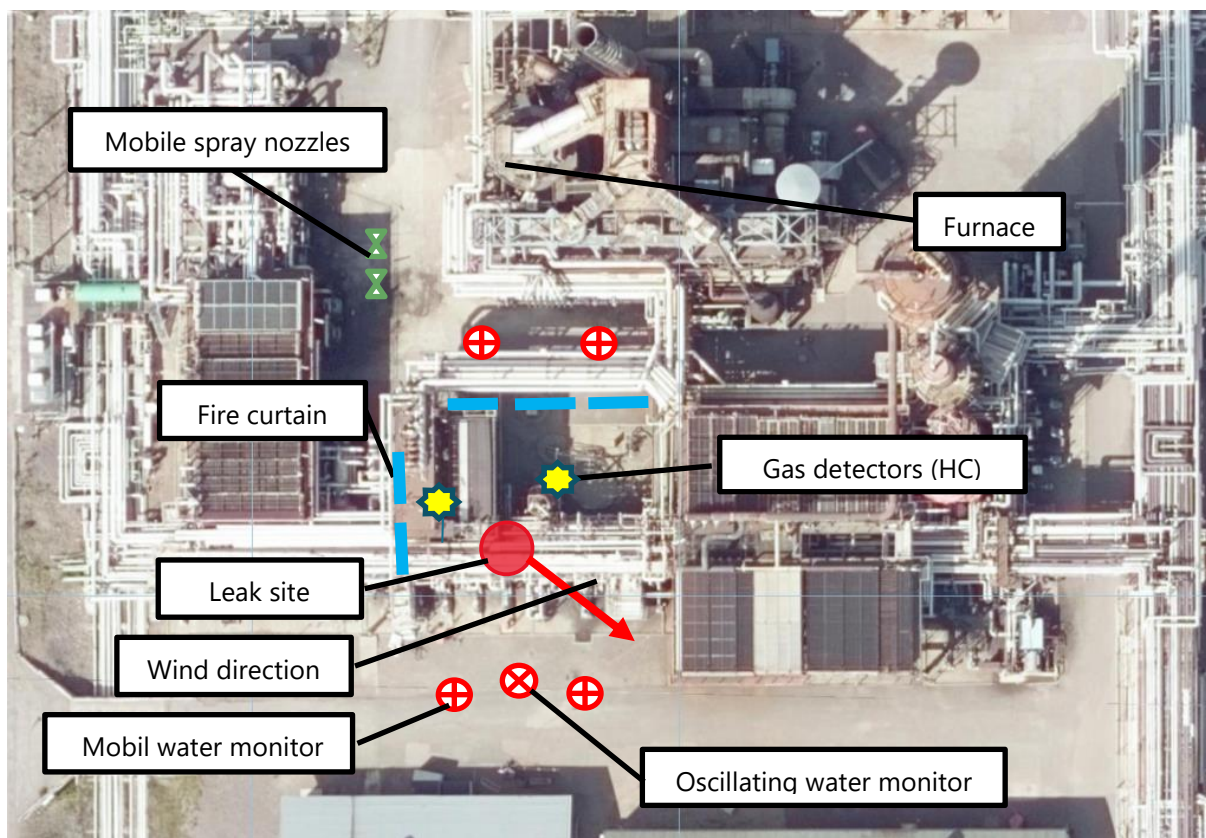 Mobile spray nozzles
Furnace
Fire curtain
Gas detectors (HC)
Leak site
Wind direction
Mobil water monitor
Oscillating water monitor